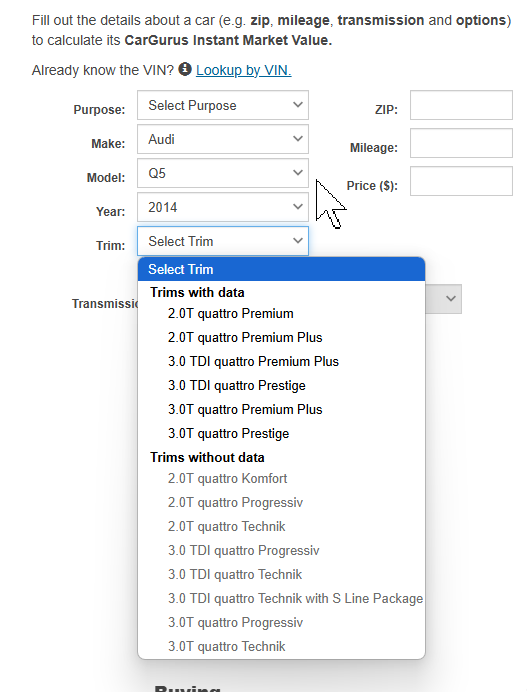 Fill out the details about a car (e.g. zip, mileage, transmission and options)
to calculate its CarGurus Instant Market Value.
Already know the VIN? Lookup by VIN.
Purpose: Select Purpose
ZIP:
Make: Audi
Mileage:
Model: Q5
Price ($):
Year: 2014
Trim: Select Trim
Select Trim
Trims with data
2.0T quattro Premium
2.0T quattro Premium Plus
3.0 TDI quattro Premium Plus
3.0 TDI quattro Prestige
3.0T quattro Premium Plus
3.0T quattro Prestige
Trims without data
2.0T quattro Komfort
2.0T quattro Progressiv
2.0T quattro Technik
3.0 TDI quattro Progressiv
3.0 TDI quattro Technik
3.0 TDI quattro Technik with S Line Package
3.0T quattro Progressiv
3.0T quattro Technik
Transmissi
Buying